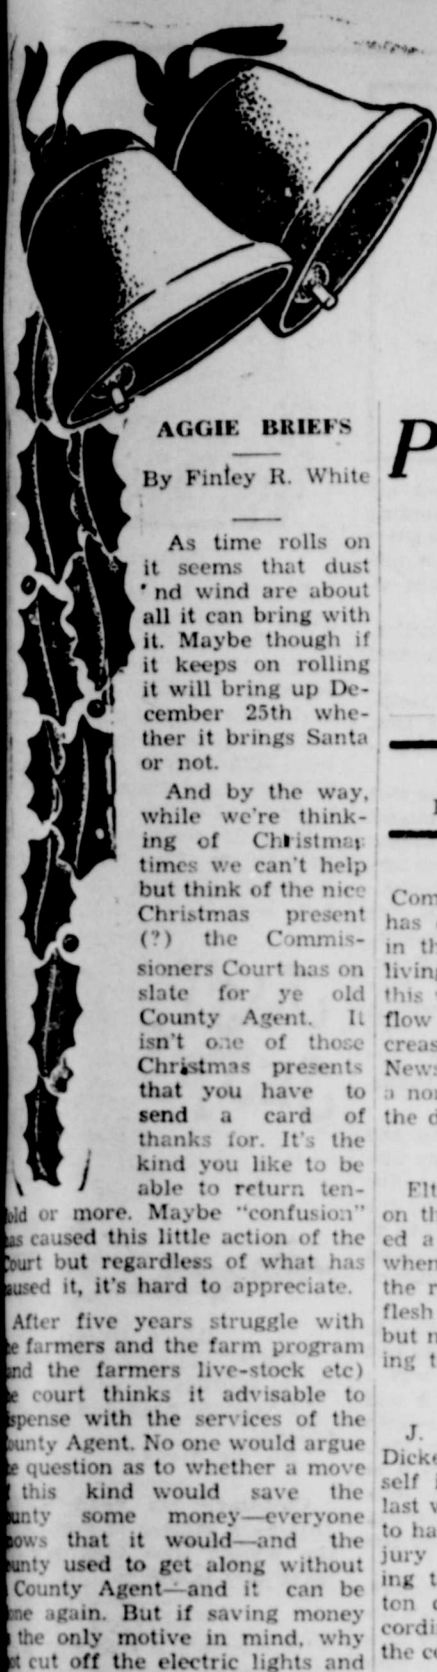 AGGIE BRIEFS
By Finley R. White
As time rolls on
it seems that dust
'nd wind are about
all it can bring with
it. Maybe though if
it keeps on rolling
it will bring up De-
cember 25th whe-
ther it brings Santa
or not.
And by the way,
while we're think-
ing of Christmas
times we can't help
but think of the nice
Christmas present
(?) the Commis-
sioners Court has on
slate for ye old
County Agent. It
isn't one of those
Christmas presents
that you have to
send a card of
thanks for. It's the
kind you like to be
able to return ten-
old or more. Maybe "confusion"
as caused this little action of the
Court but regardless of what has
aused it, it's hard to appreciate.
After five years struggle with
e farmers and the farm program
and the farmers live-stock etc)
e court thinks it advisable to
spense with the services of the
ounty Agent. No one would argue
e question as to whether a move
this kind would save the
unty some money—everyone
ows that it would—and the
unty used to get along without
County Agent—and it can be
ne again. But if saving money
the only motive in mind, why
ot cut off the electric lights and
P
Com
has
in th
living
this
flow
creas
News
a no
the d
Elt
on th
ed a
when
the r
flesh
but n
ing t
J.
Dicke
self
last w
to ha
jury
ing t
ton c
cordi
the co